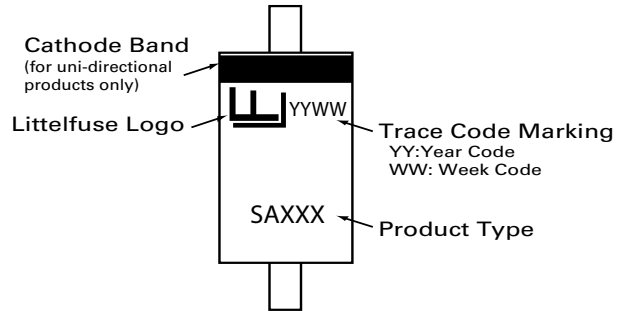 Cathode Band
(for uni-directional
products only)
Littelfuse Logo
YYWW
Trace Code Marking
YY:Year Code
WW: Week Code
SAXXX
Product Type